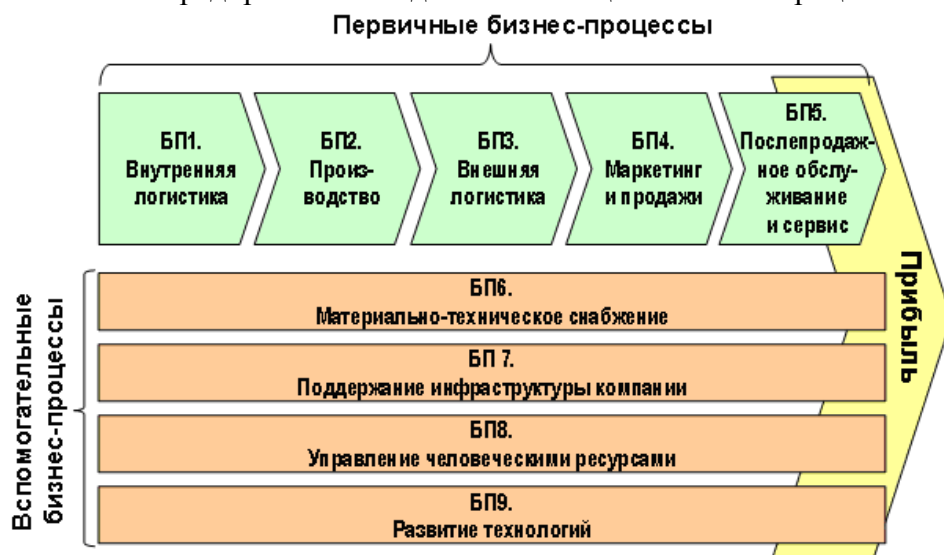 Первичные бизнес-процессы
БП1.
Внутренняя
логистика
БП2.
Произ-
водство
БП3.
Внешняя
логистика
БП4.
Маркетинг
и продажи
БП5.
Послепродаж-
ное обслу-
живание
и сервис
Прибыль
Вспомогательные
бизнес-процессы
БП6.
Материально-техническое снабжение
БП 7.
Поддержание инфраструктуры компании
БП8.
Управление человеческими ресурсами
БП9.
Развитие технологий